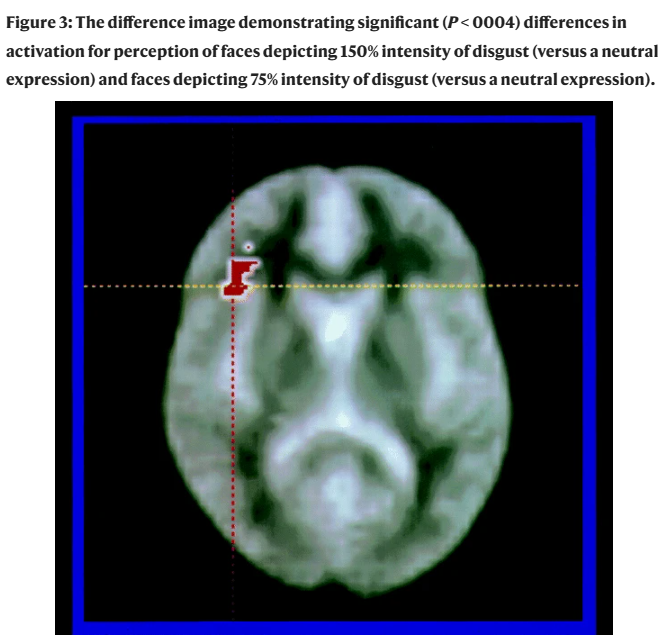 Figure 3: The difference image demonstrating significant (P < 0004) differences in
activation for perception of faces depicting 150% intensity of disgust (versus a neutral
expression) and faces depicting 75% intensity of disgust (versus a neutral expression).